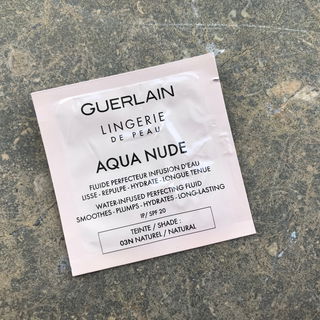 GUERLAIN
LINGERIE
DE PEAU
AQUA NUDE
FLUIDE PERFECTEUR INFUSION D'EAU
LISSE - REPULPE - HYDRATE - LONGUE TENUE
WATER-INFUSED PERFECTING FLUID
SMOOTHES - PLUMPS - HYDRATES - LONG-LASTING
IP/ SPF 20
TEINTE / SHADE :
03N NATUREL / NATURAL